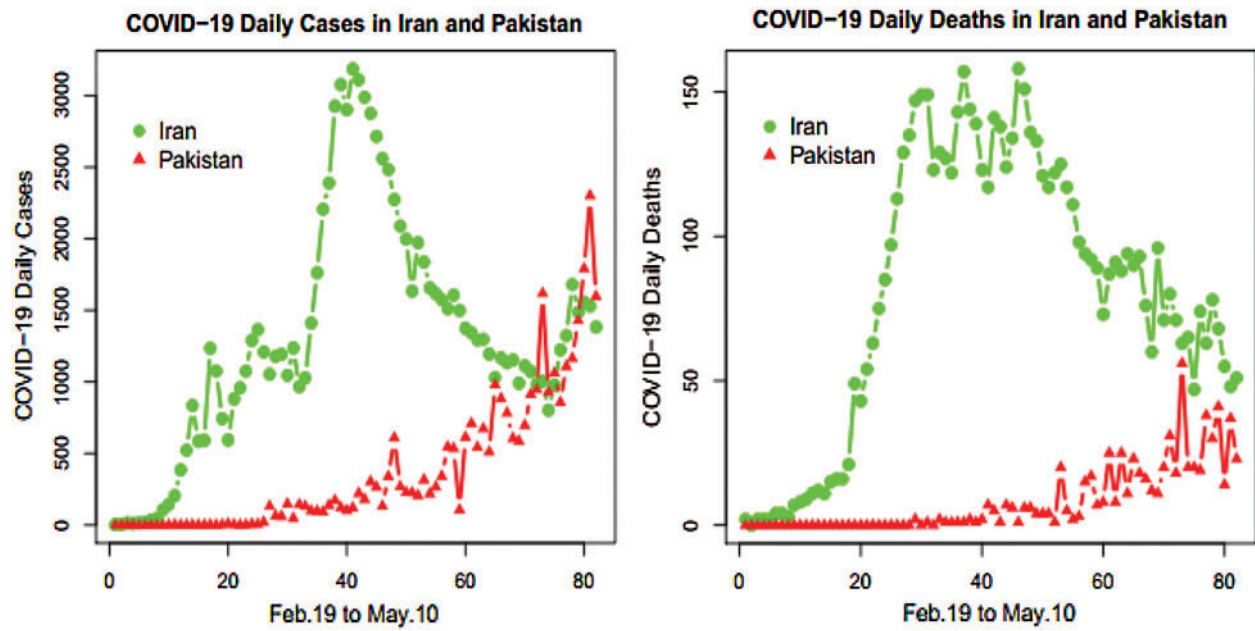 COVID-19 Daily Cases in Iran and Pakistan
COVID-19 Daily Cases
3000
2500
2000
1500
1000
500
0
Iran
Pakistan
0 20 40 60 80
Feb.19 to May.10
COVID-19 Daily Deaths in Iran and Pakistan
COVID-19 Daily Deaths
150
100
50
0
Iran
Pakistan
0 20 40 60 80
Feb.19 to May.10